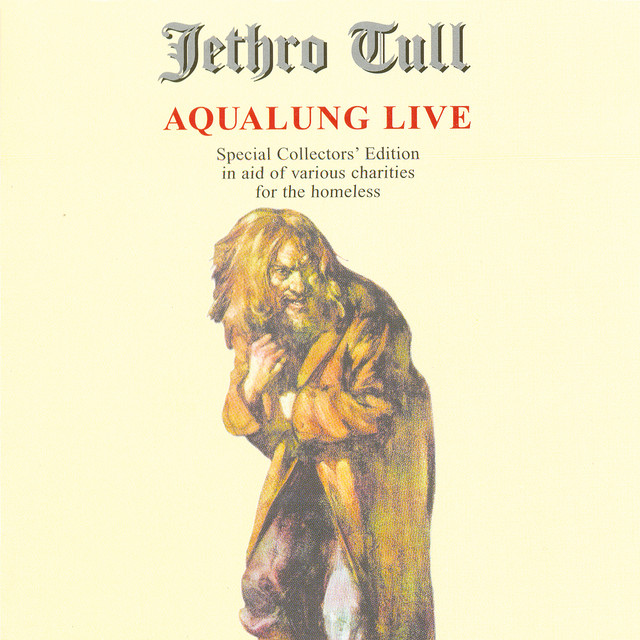 Jethro Tull
AQUALUNG LIVE
Special Collectors' Edition
in aid of various charities
for the homeless